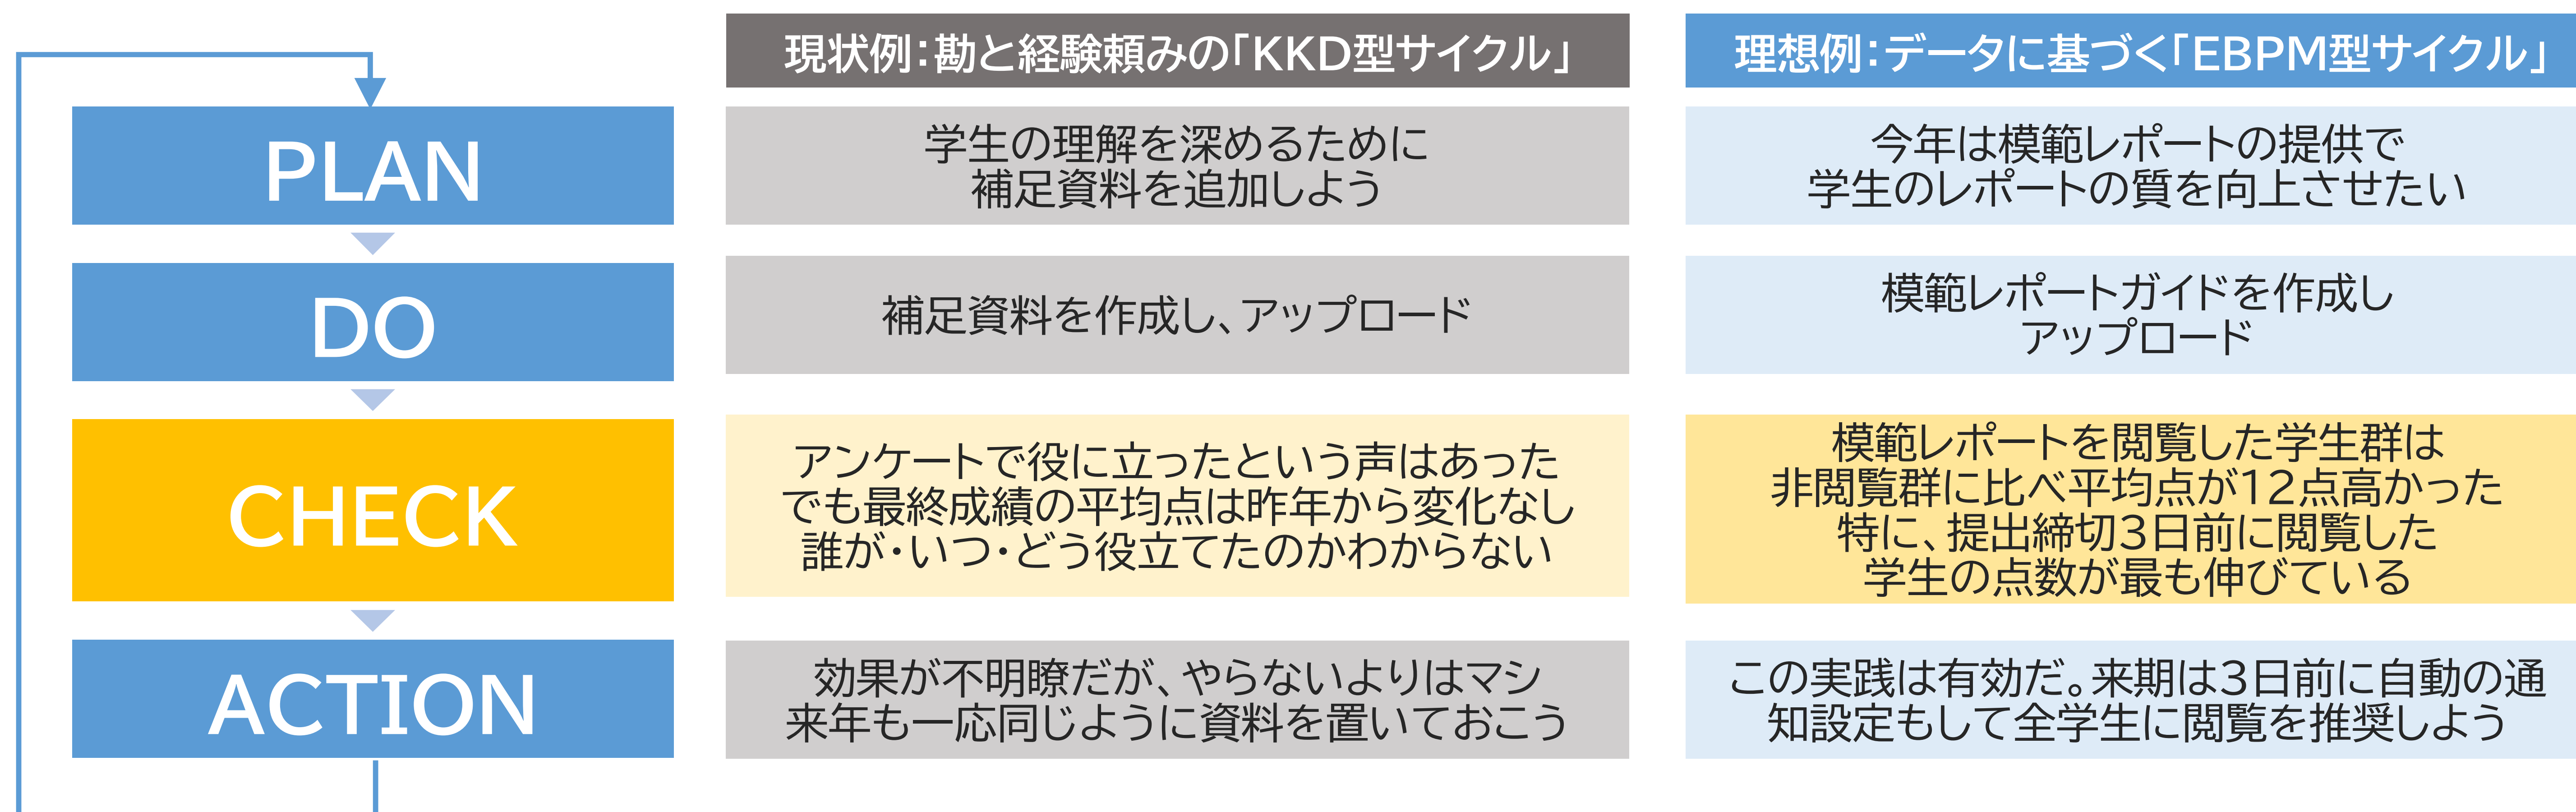 現状例：勘と経験頼みの「KKD型サイクル」
理想例：データに基づく「EBPM型サイクル」
PLAN
学生の理解を深めるために
補足資料を追加しよう
今年は模範レポートの提供で
学生のレポートの質を向上させたい
DO
補足資料を作成し、アップロード
模範レポートガイドを作成し
アップロード
CHECK
アンケートで役に立ったという声はあった
でも最終成績の平均点は昨年から変化なし
誰が・いつ・どう役立てたのかわからない
模範レポートを閲覧した学生群は
非閲覧群に比べ平均点が12点高かった
特に、提出締切3日前に閲覧した
学生の点数が最も伸びている
ACTION
効果が不明瞭だが、やらないよりはマシ
来年も一応同じように資料を置いておこう
この実践は有効だ。来期は3日前に自動の通
知設定もして全学生に閲覧を推奨しよう